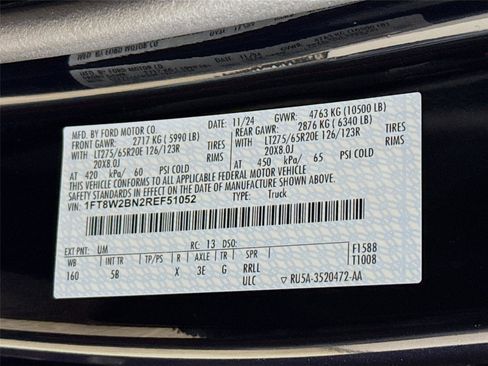 MFG. BY FORD MOTOR CO.
DATE: 11/24 GVWR: 4763 KG (10500 LB)
FRONT GAWR: 2717 KG ( 5990 LB) REAR GAWR: 2876 KG ( 6340 LB)
WITH LT275/65R20E 126/123R WITH LT275/65R20E 126/123R
20X8.0J 20X8.0J
AT 420 kPa/ 60 PSI COLD AT 450 kPa/ 65 PSI COLD
THIS VEHICLE CONFORMS TO ALL APPLICABLE FEDERAL MOTOR VEHICLE
SAFETY STANDARDS IN EFFECT ON THE DATE OF MANUFACTURE SHOWN ABOVE.
VIN: 1FT8W2BN2REF51052 TYPE: Truck
EXT PNT: UM RC: 13 DSO: F1588
WB INT TR TP/PS R AXLE TR SPR T1008
160 5B X 3E G RRLL
ULC RU5A-3520472-AA